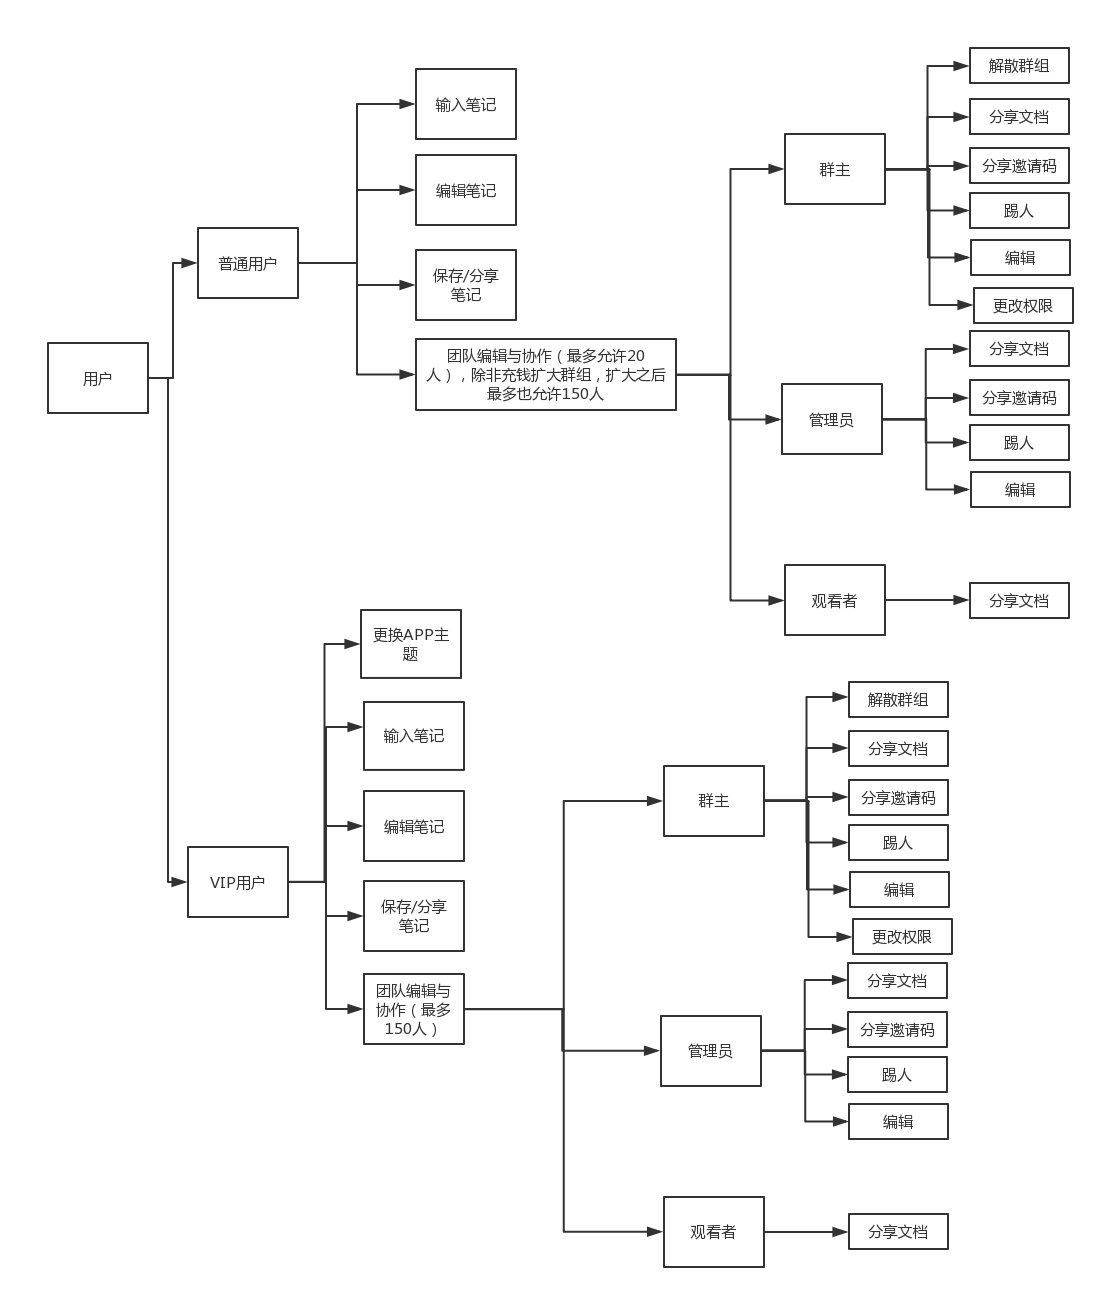 用户
普通用户
输入笔记
编辑笔记
保存/分享
笔记
团队编辑与协作（最多允许20
人），除非充钱扩大群组，扩大之后
最多也允许150人
群主
解散群组
分享文档
分享邀请码
踢人
编辑
更改权限
管理员
分享文档
分享邀请码
踢人
编辑
观看者
分享文档
VIP用户
更换APP主
题
输入笔记
编辑笔记
保存/分享
笔记
团队编辑与
协作（最多
150人）
群主
解散群组
分享文档
分享邀请码
踢人
编辑
更改权限
管理员
分享文档
分享邀请码
踢人
编辑
观看者
分享文档